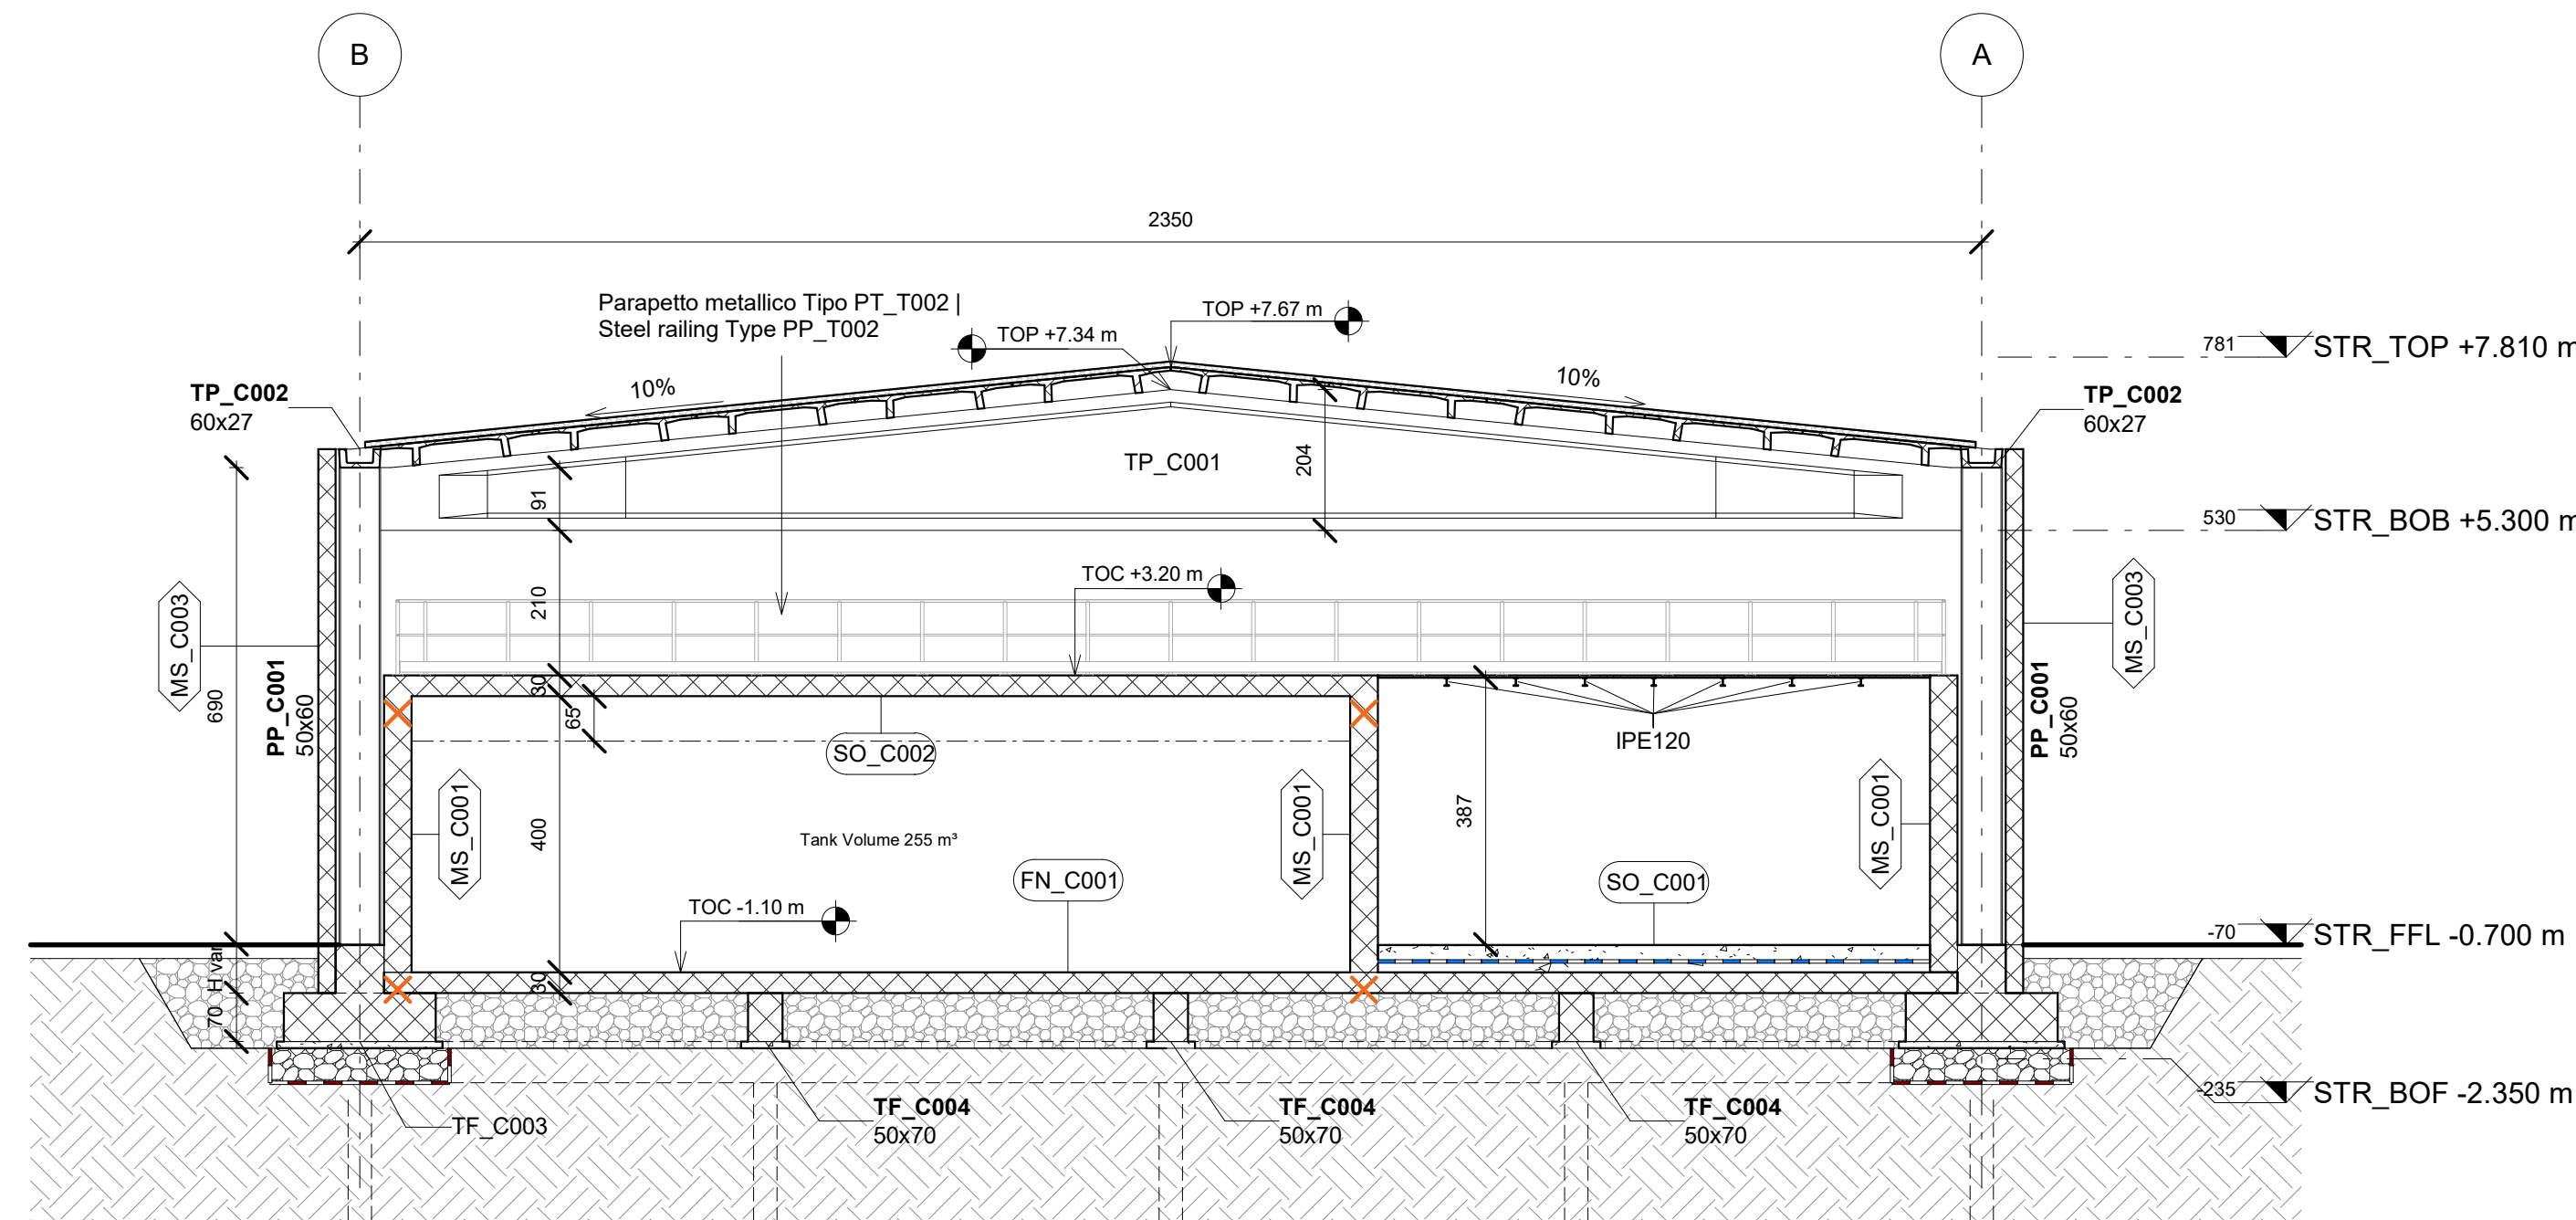 B
A
2350
Parapetto metallico Tipo PT_T002 |
Steel railing Type PP_T002
TOP +7.67 m
TOP +7.34 m
781
STR_TOP +7.810 m
10%
10%
TP_C002
60x27
TP_C002
60x27
TP_C001
204
91
530
STR_BOB +5.300 m
TOC +3.20 m
210
MS_C003
MS_C003
PP_C001
50x60
PP_C001
50x60
690
30
65
SO_C002
IPE120
MS_C001
MS_C001
MS_C001
400
387
Tank Volume 255 m³
FN_C001
SO_C001
TOC -1.10 m
-70
STR_FFL -0.700 m
H var
30
70
-235
STR_BOF -2.350 m
TF_C003
TF_C004
50x70
TF_C004
50x70
TF_C004
50x70